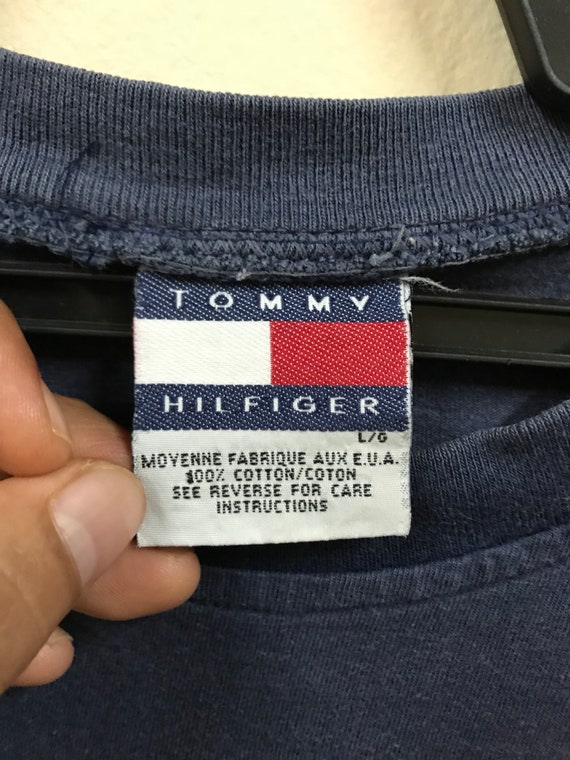 TOMMY
HILFIGER
L/G
MOYENNE FABRIQUE AUX E.U.A.
100% COTTON/COTON
SEE REVERSE FOR CARE
INSTRUCTIONS